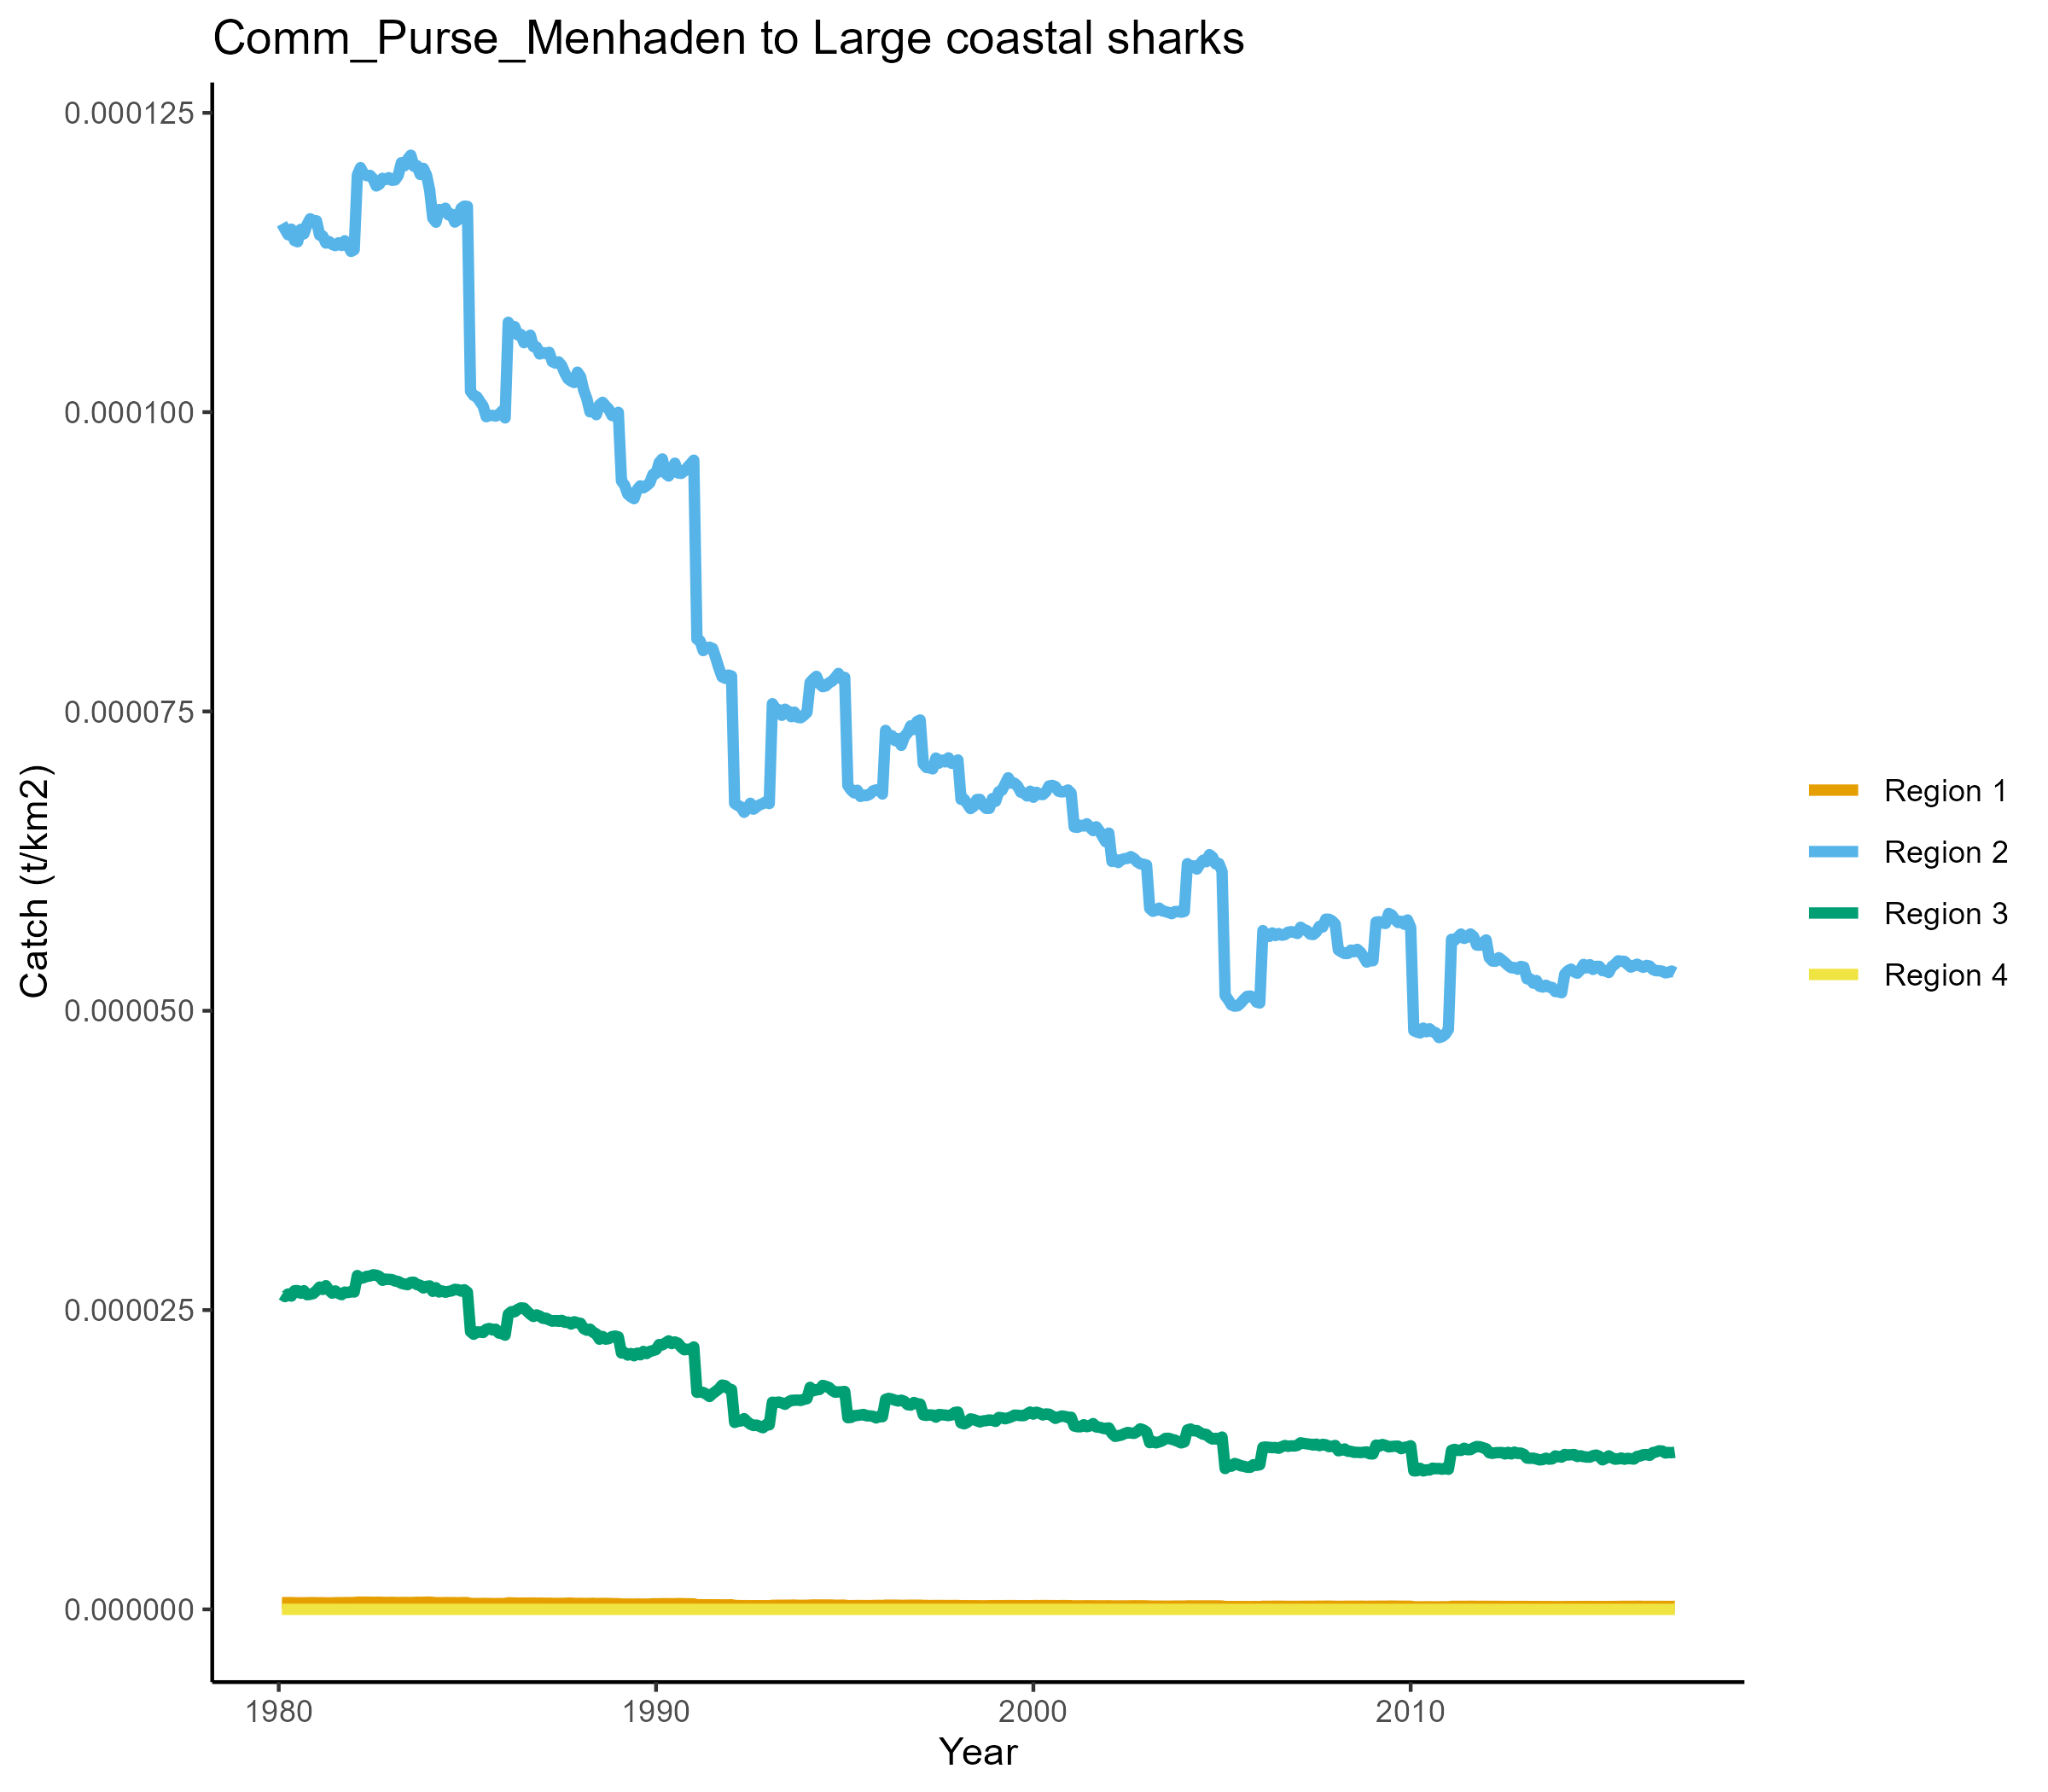 Comm_Purse_Menhaden to Large coastal sharks
Catch (t/km2)
0.000125
0.000100
0.000075
0.000050
0.000025
0.000000
1980 1990 2000 2010
Year
Region 1
Region 2
Region 3
Region 4